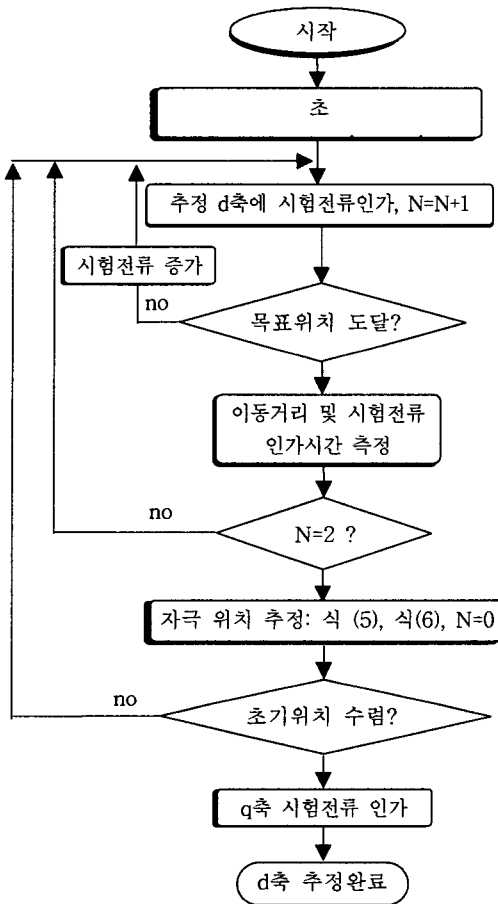 시작
초
추정 d축에 시험전류인가, N=N+1
시험전류 증가
no
목표위치 도달?
이동거리 및 시험전류
인가시간 측정
no
N=2 ?
자극 위치 추정: 식 (5), 식(6), N=0
no
초기위치 수렴?
q축 시험전류 인가
d축 추정완료